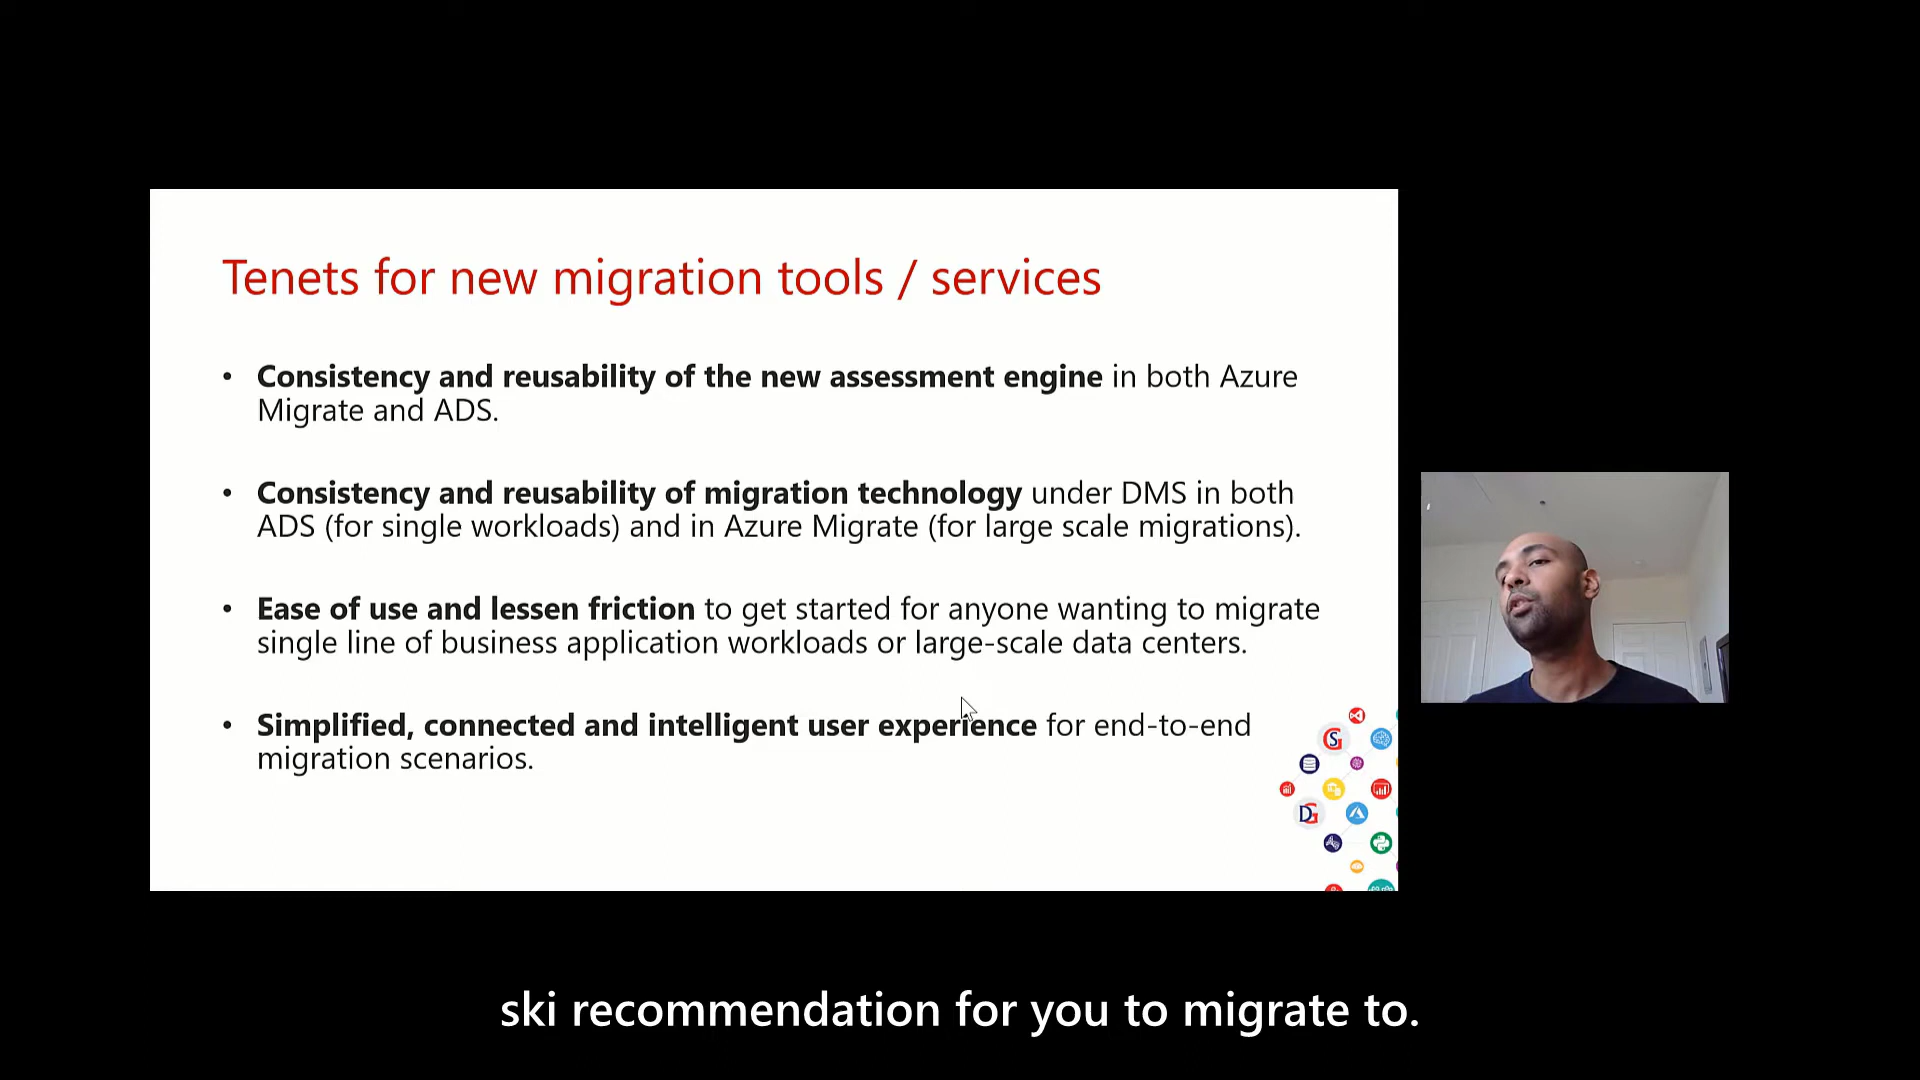 Tenets for new migration tools / services
• Consistency and reusability of the new assessment engine in both Azure
Migrate and ADS.
• Consistency and reusability of migration technology under DMS in both
ADS (for single workloads) and in Azure Migrate (for large scale migrations).
• Ease of use and lessen friction to get started for anyone wanting to migrate
single line of business application workloads or large-scale data centers.
• Simplified, connected and intelligent user experience for end-to-end
migration scenarios.
SG
DG
ski recommendation for you to migrate to.